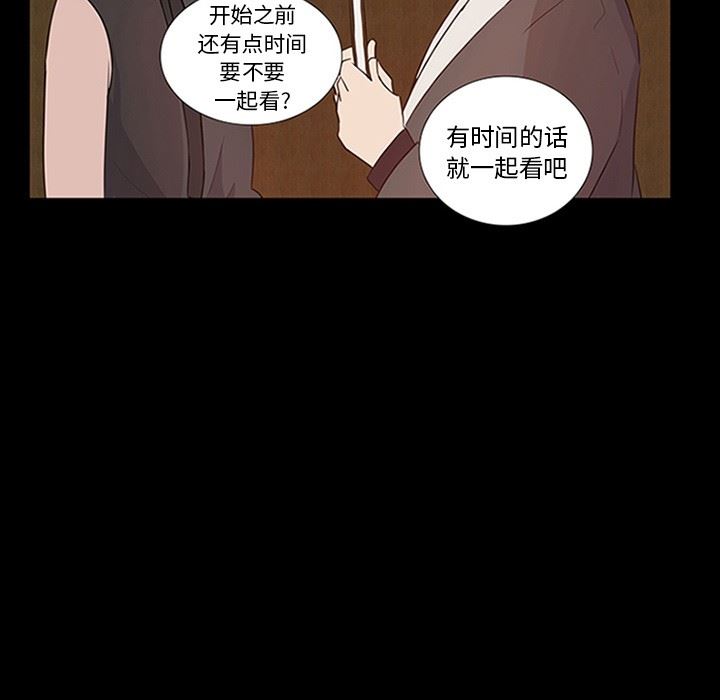 开始之前
还有点时间
要不要
一起看?
有时间的话
就一起看吧